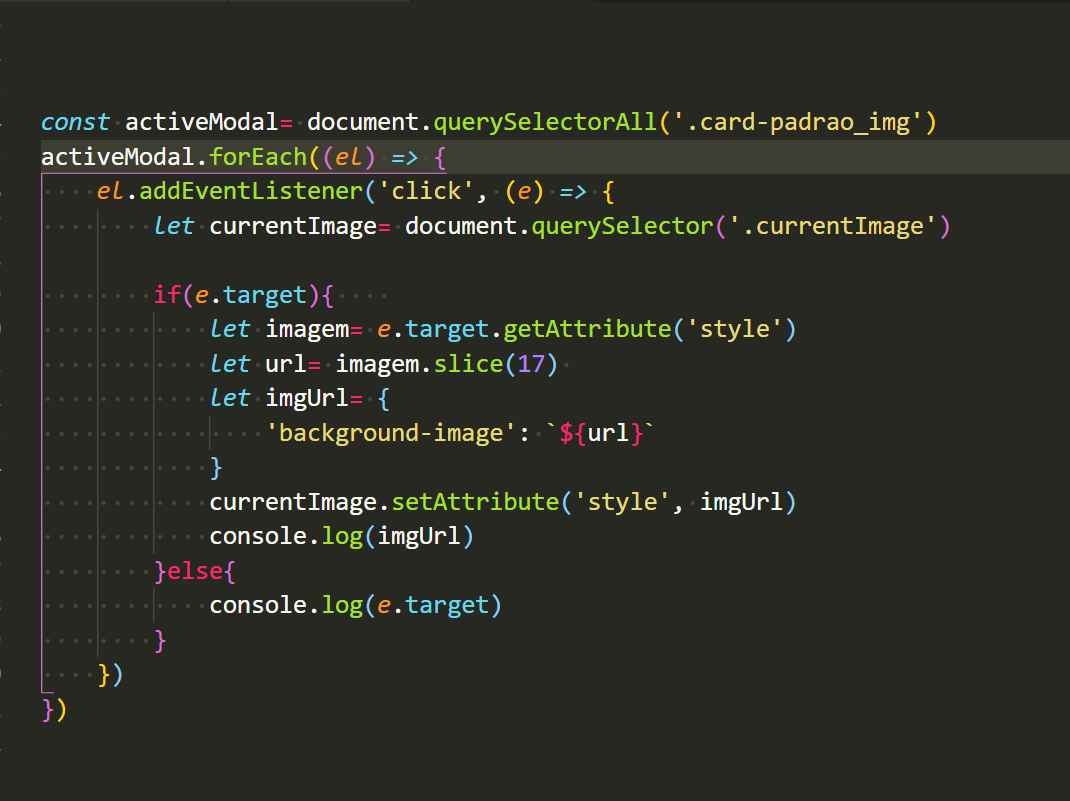 const activeModal= document.querySelectorAll('.card-padrao_img')
activeModal.forEach((el) => {
    el.addEventListener('click', (e) => {
        let currentImage= document.querySelector('.currentImage')

        if(e.target){
            let imagem= e.target.getAttribute('style')
            let url= imagem.slice(17)
            let imgUrl= {
                'background-image': `${url}`
            }
            currentImage.setAttribute('style', imgUrl)
            console.log(imgUrl)
        }else{
            console.log(e.target)
        }
    })
})